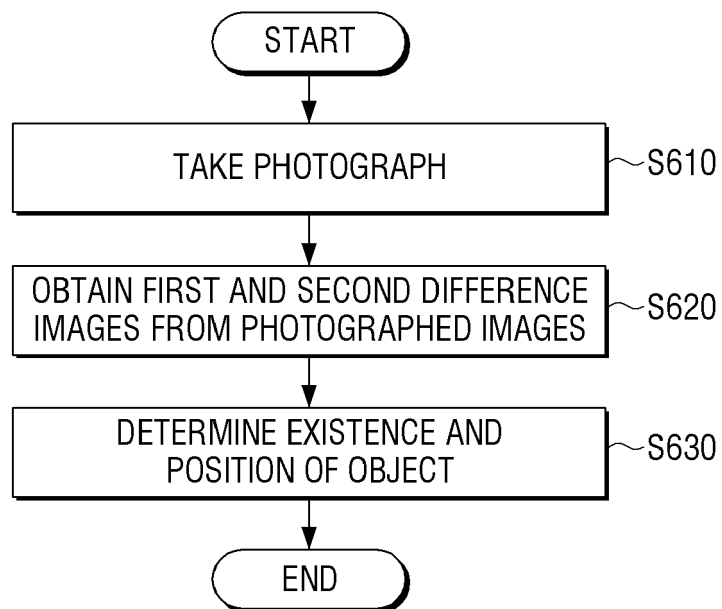 START
TAKE PHOTOGRAPH
S610
OBTAIN FIRST AND SECOND DIFFERENCE
IMAGES FROM PHOTOGRAPHED IMAGES
S620
DETERMINE EXISTENCE AND
POSITION OF OBJECT
S630
END